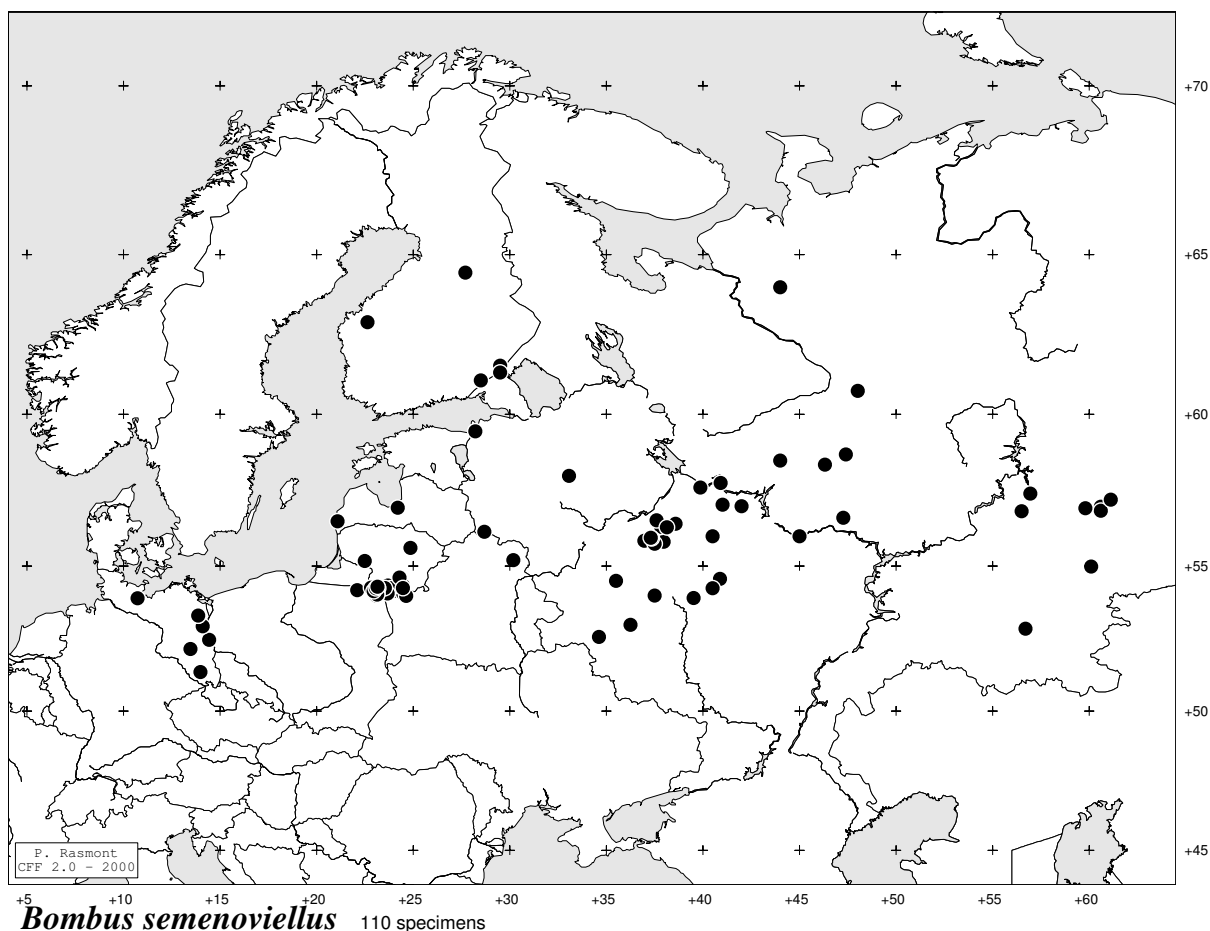 +70
+65
+60
+55
+50
+45
P. Rasmont
CFF 2.0 - 2000
+5 +10 +15 +20 +25 +30 +35 +40 +45 +50 +55 +60
Bombus semenoviellus 110 specimens